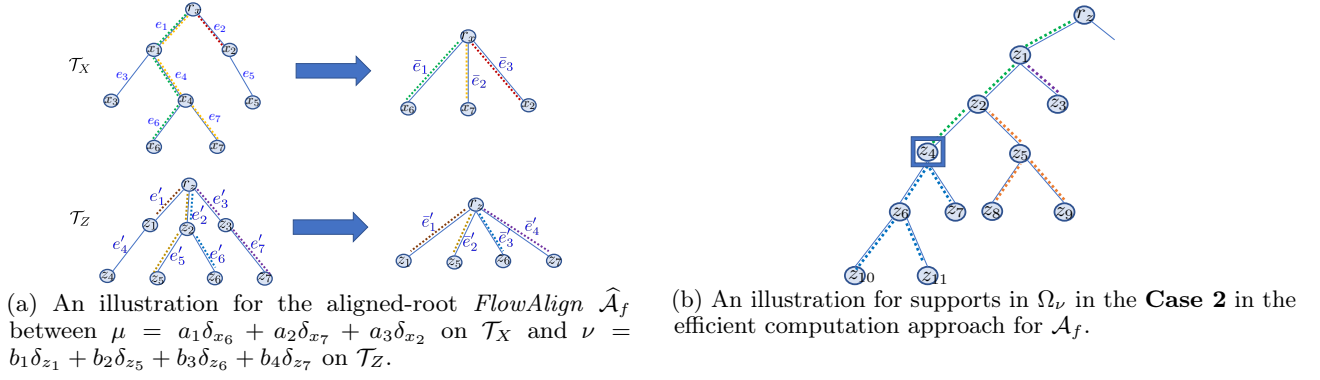 r_x
e_1 e_2
x_1 x_2
𝒯_X
e_3 e_4 e_5
x_3 x_4 x_5
e_6 e_7
x_6 x_7
r_x
ē_1 ē_2 ē_3
x_6 x_7 x_2
r_z
𝒯_Z
e′_1 e′_2 e′_3
z_1 z_2 z_3
e′_4 e′_5 e′_6 e′_7
z_4 z_5 z_6 z_7
r_z
ē′_1 ē′_2 ē′_3 ē′_4
z_1 z_5 z_6 z_7
(a) An illustration for the aligned-root FlowAlign 𝒜̂_f
between μ = a_1δ_{x_6} + a_2δ_{x_7} + a_3δ_{x_2} on 𝒯_X and ν =
b_1δ_{z_1} + b_2δ_{z_5} + b_3δ_{z_6} + b_4δ_{z_7} on 𝒯_Z.
r_z
z_1
z_2 z_3
z_4 z_5
z_6 z_7 z_8 z_9
z_10 z_11
(b) An illustration for supports in Ω_ν in the Case 2 in the
efficient computation approach for 𝒜_f.